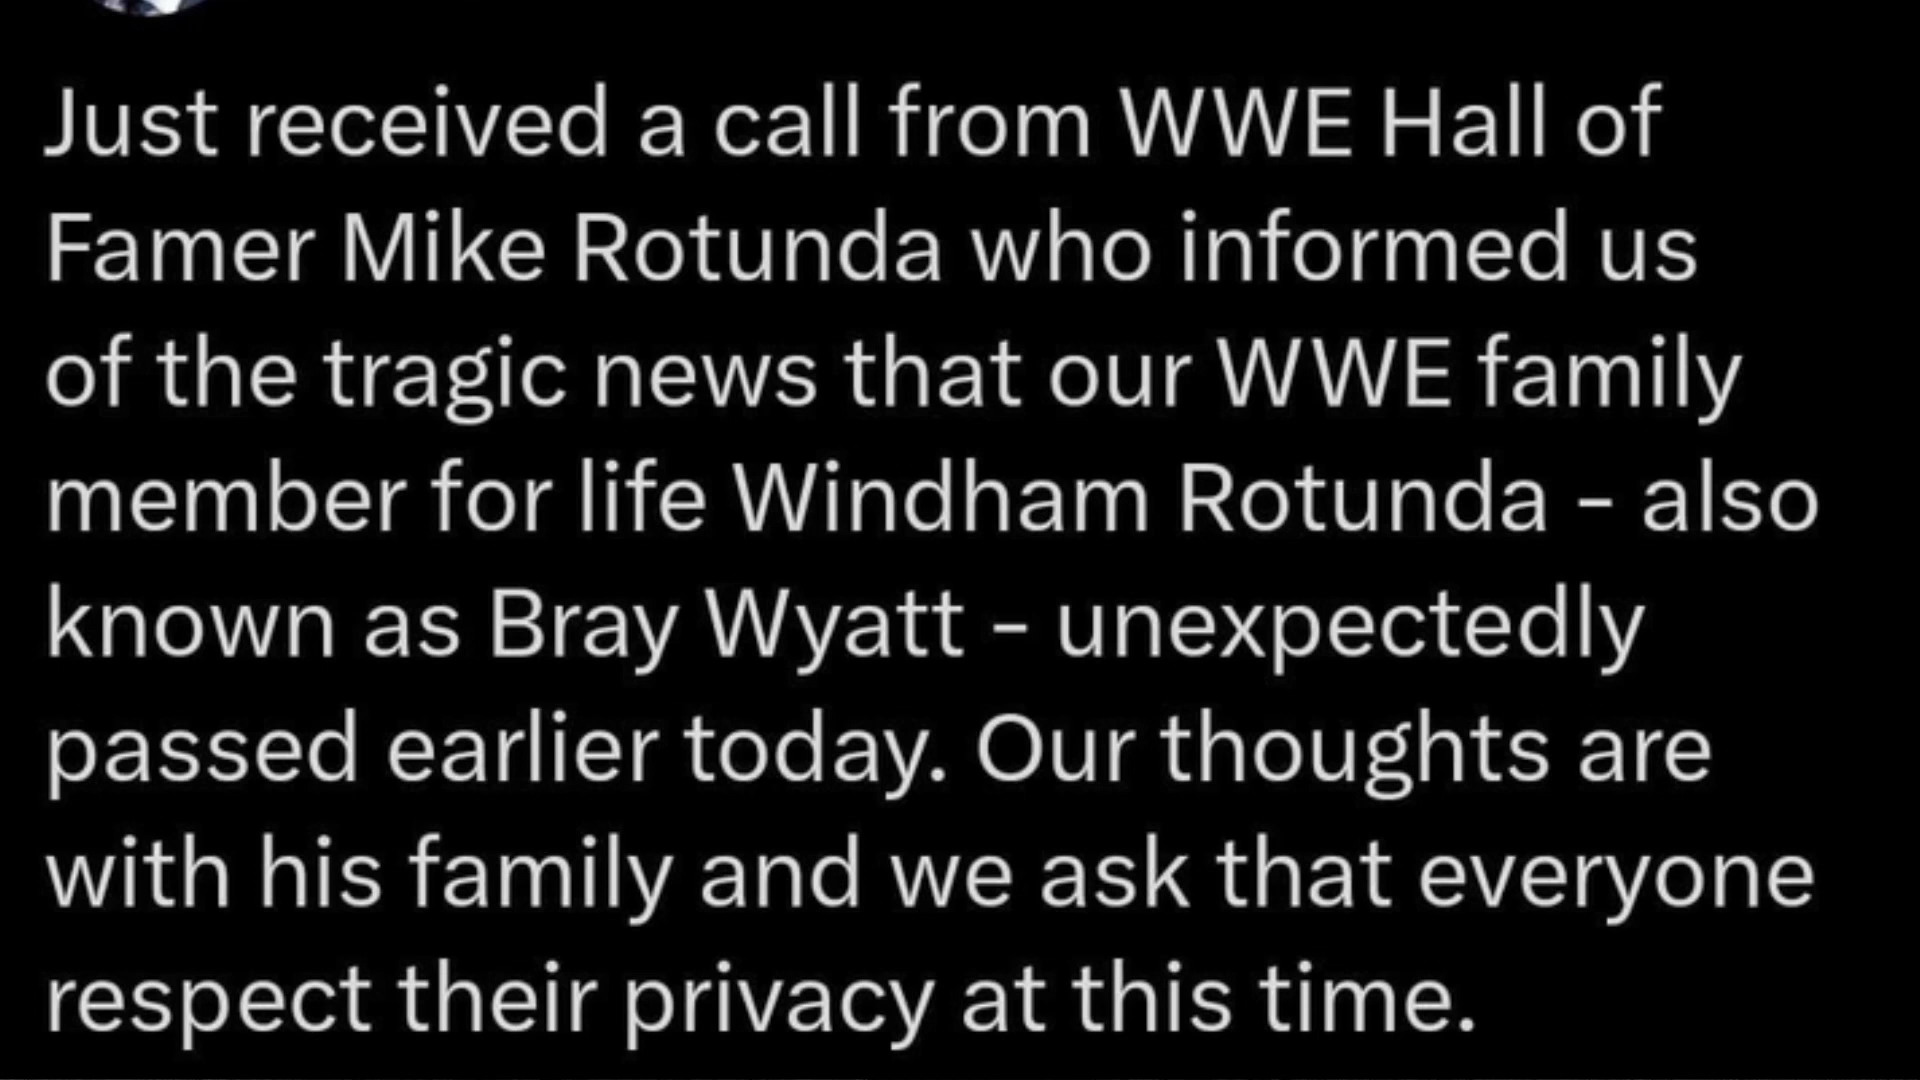 Just received a call from WWE Hall of
Famer Mike Rotunda who informed us
of the tragic news that our WWE family
member for life Windham Rotunda – also
known as Bray Wyatt – unexpectedly
passed earlier today. Our thoughts are
with his family and we ask that everyone
respect their privacy at this time.